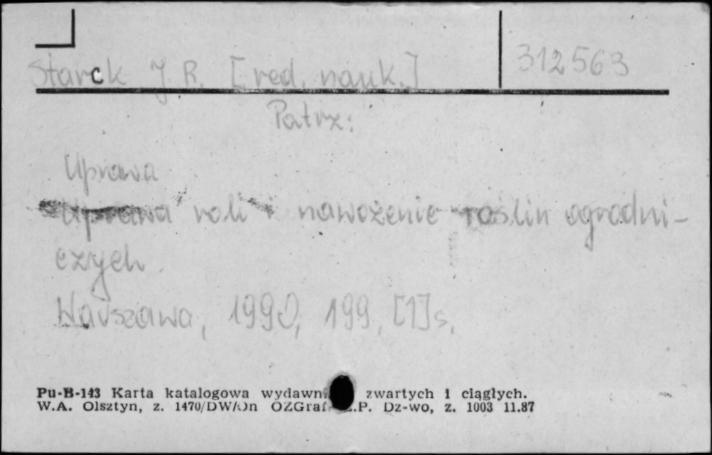 312563
Starck J. R. [red. nauk.]
Patrz:
Uprawa
Uprawa roli i nawożenie roślin ogrodni-
czych
Warszawa, 1990, 199, [1] s.
Pu-B-143 Karta katalogowa wydawn zwartych i ciągłych.
W.A. Olsztyn, z. 1470/DW/On OZGraf .P. Dz-wo, z. 1003 11.87